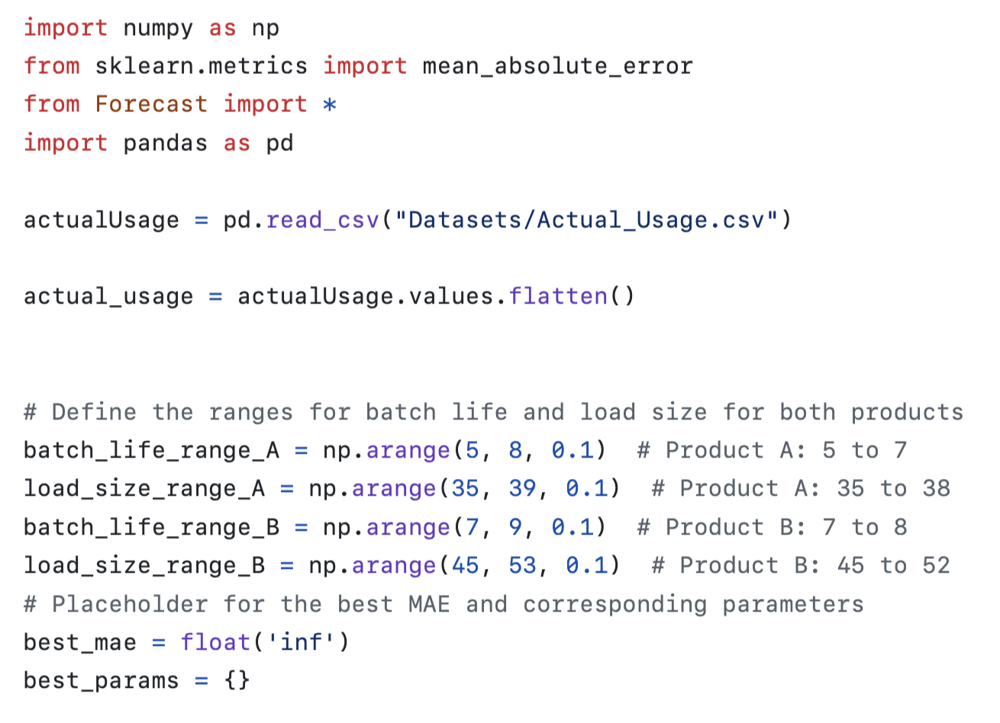 import numpy as np
from sklearn.metrics import mean_absolute_error
from Forecast import *
import pandas as pd
actualUsage = pd.read_csv("Datasets/Actual_Usage.csv")
actual_usage = actualUsage.values.flatten()
# Define the ranges for batch life and load size for both products
batch_life_range_A = np.arange(5, 8, 0.1)  # Product A: 5 to 7
load_size_range_A = np.arange(35, 39, 0.1)  # Product A: 35 to 38
batch_life_range_B = np.arange(7, 9, 0.1)  # Product B: 7 to 8
load_size_range_B = np.arange(45, 53, 0.1)  # Product B: 45 to 52
# Placeholder for the best MAE and corresponding parameters
best_mae = float('inf')
best_params = {}